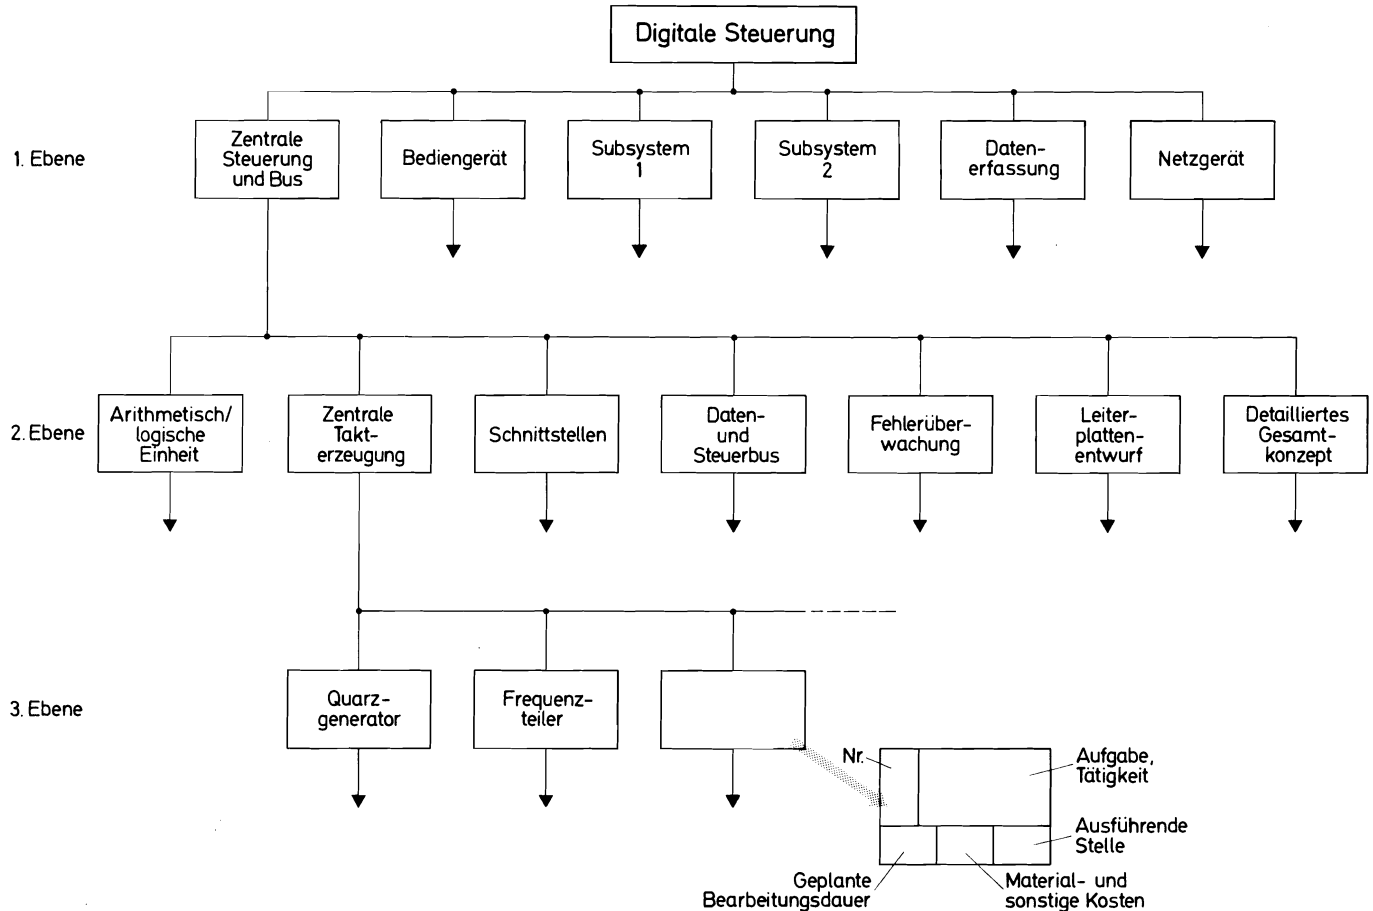 Digitale Steuerung
1. Ebene
Zentrale
Steuerung
und Bus
Bediengerät
Subsystem
1
Subsystem
2
Daten-
erfassung
Netzgerät
2. Ebene
Arithmetisch/
logische
Einheit
Zentrale
Takt-
erzeugung
Schnittstellen
Daten-
und
Steuerbus
Fehlerüber-
wachung
Leiter-
platten-
entwurf
Detailliertes
Gesamt-
konzept
3. Ebene
Quarz-
generator
Frequenz-
teiler
Nr.
Aufgabe,
Tätigkeit
Ausführende
Stelle
Geplante
Bearbeitungsdauer
Material- und
sonstige Kosten